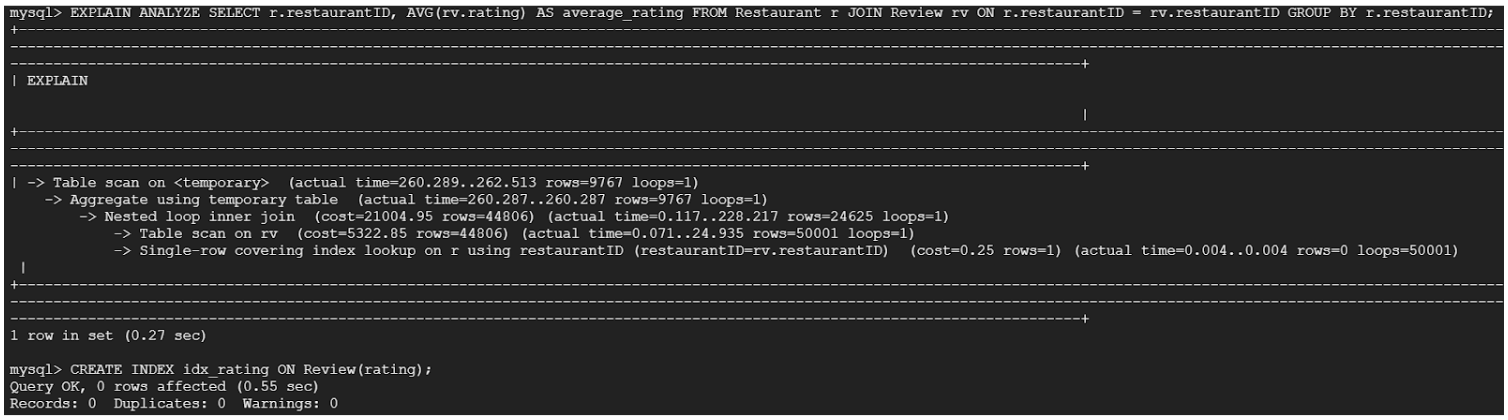 mysql> EXPLAIN ANALYZE SELECT r.restaurantID, AVG(rv.rating) AS average_rating FROM Restaurant r JOIN Review rv ON r.restaurantID = rv.restaurantID GROUP BY r.restaurantID;
| EXPLAIN
|
| -> Table scan on <temporary>  (actual time=260.289..262.513 rows=9767 loops=1)
    -> Aggregate using temporary table  (actual time=260.287..260.287 rows=9767 loops=1)
        -> Nested loop inner join  (cost=21004.95 rows=44806) (actual time=0.117..228.217 rows=24625 loops=1)
            -> Table scan on rv  (cost=5322.85 rows=44806) (actual time=0.071..24.935 rows=50001 loops=1)
            -> Single-row covering index lookup on r using restaurantID (restaurantID=rv.restaurantID)  (cost=0.25 rows=1) (actual time=0.004..0.004 rows=0 loops=50001)
|
1 row in set (0.27 sec)
mysql> CREATE INDEX idx_rating ON Review(rating);
Query OK, 0 rows affected (0.55 sec)
Records: 0  Duplicates: 0  Warnings: 0